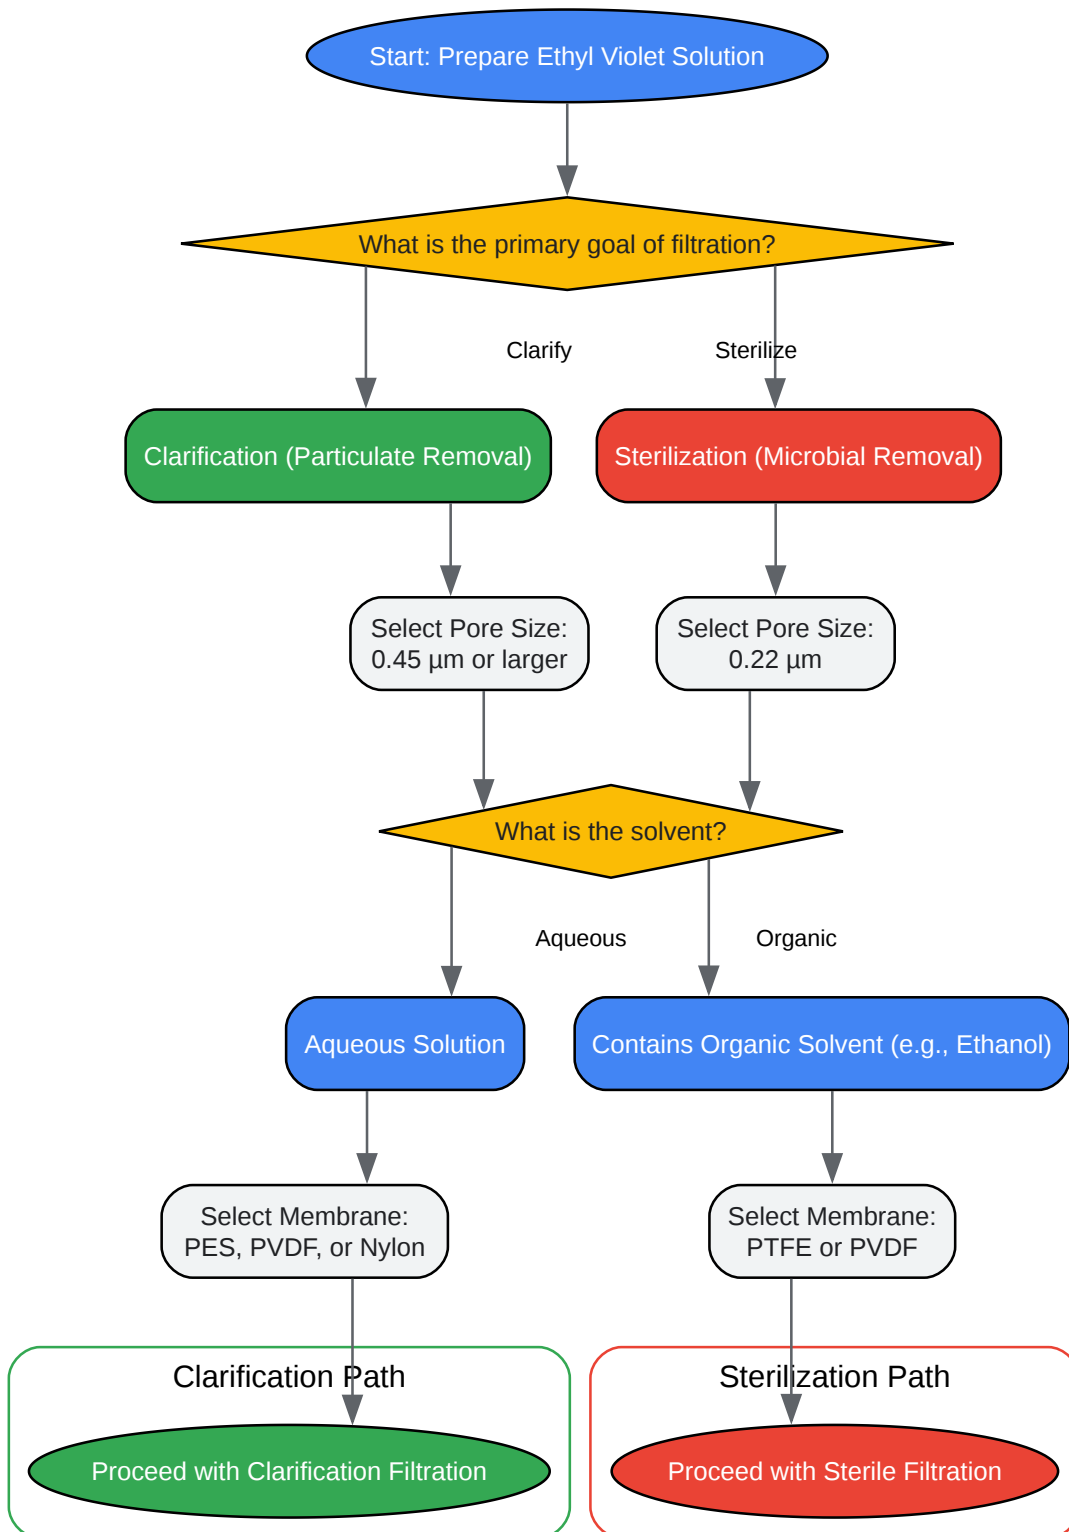 Start: Prepare Ethyl Violet Solution
What is the primary goal of filtration?
Clarify
Sterilize
Clarification (Particulate Removal)
Sterilization (Microbial Removal)
Select Pore Size:
0.45 µm or larger
Select Pore Size:
0.22 µm
What is the solvent?
Aqueous
Organic
Aqueous Solution
Contains Organic Solvent (e.g., Ethanol)
Select Membrane:
PES, PVDF, or Nylon
Select Membrane:
PTFE or PVDF
Clarification Path
Sterilization Path
Proceed with Clarification Filtration
Proceed with Sterile Filtration